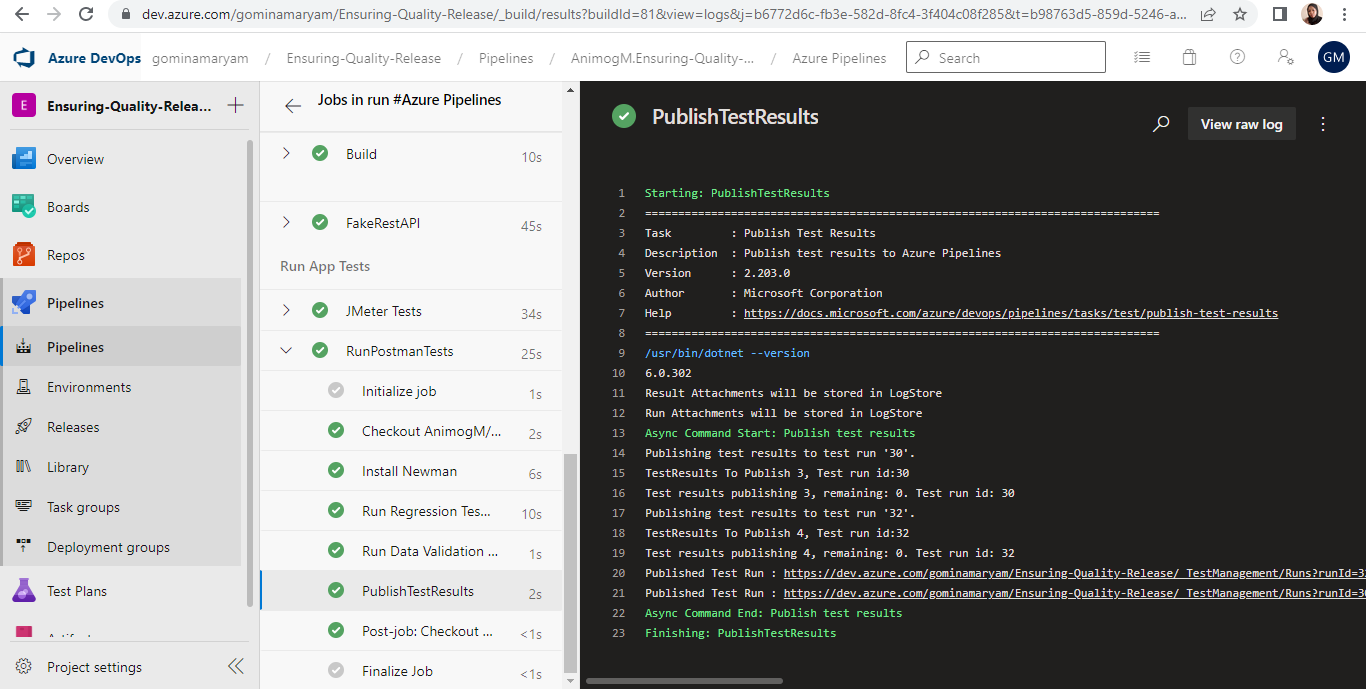 dev.azure.com/gominamaryam/Ensuring-Quality-Release/_build/results?buildId=81&view=logs&j=b6772d6c-fb3e-582d-8fc4-3f404c08f285&t=b98763d5-859d-5246-a...
Azure DevOps gominamaryam / Ensuring-Quality-Release / Pipelines / AnimogM.Ensuring-Quality-... / Azure Pipelines Search GM
E Ensuring-Quality-Relea...
Overview
Boards
Repos
Pipelines
Pipelines
Environments
Releases
Library
Task groups
Deployment groups
Test Plans
Project settings
Jobs in run #Azure Pipelines
Build 10s
FakeRestAPI 45s
Run App Tests
JMeter Tests 34s
RunPostmanTests 25s
Initialize job 1s
Checkout AnimogM/... 2s
Install Newman 6s
Run Regression Tes... 10s
Run Data Validation ... 1s
PublishTestResults 2s
Post-job: Checkout ... <1s
Finalize Job <1s
PublishTestResults
View raw log
1 Starting: PublishTestResults
2 ==============================================================================
3 Task : Publish Test Results
4 Description : Publish test results to Azure Pipelines
5 Version : 2.203.0
6 Author : Microsoft Corporation
7 Help : https://docs.microsoft.com/azure/devops/pipelines/tasks/test/publish-test-results
8 ==============================================================================
9 /usr/bin/dotnet --version
10 6.0.302
11 Result Attachments will be stored in LogStore
12 Run Attachments will be stored in LogStore
13 Async Command Start: Publish test results
14 Publishing test results to test run '30'.
15 TestResults To Publish 3, Test run id:30
16 Test results publishing 3, remaining: 0. Test run id: 30
17 Publishing test results to test run '32'.
18 TestResults To Publish 4, Test run id:32
19 Test results publishing 4, remaining: 0. Test run id: 32
20 Published Test Run : https://dev.azure.com/gominamaryam/Ensuring-Quality-Release/_TestManagement/Runs?runId=3
21 Published Test Run : https://dev.azure.com/gominamaryam/Ensuring-Quality-Release/_TestManagement/Runs?runId=3
22 Async Command End: Publish test results
23 Finishing: PublishTestResults